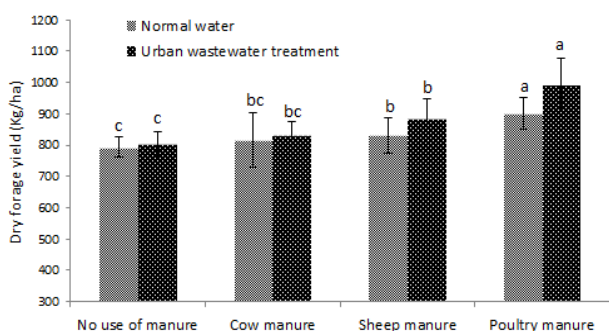 1200
1100
1000
900
800
700
600
500
400
300
Dry forage yield (Kg/ha)
Normal water
Urban wastewater treatment
c c bc bc b b a a
No use of manure Cow manure Sheep manure Poultry manure